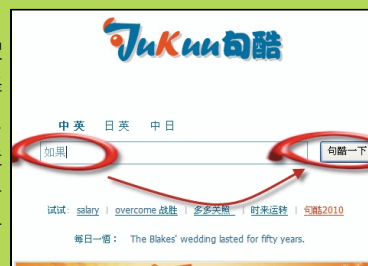 JuKuu句酷
中英 日英 中日
如果
句酷一下
试试: salary | overcome 战胜 | 多多关照 | 时来运转 | 句酷2010
每日一悟: The Blakes' wedding lasted for fifty years.